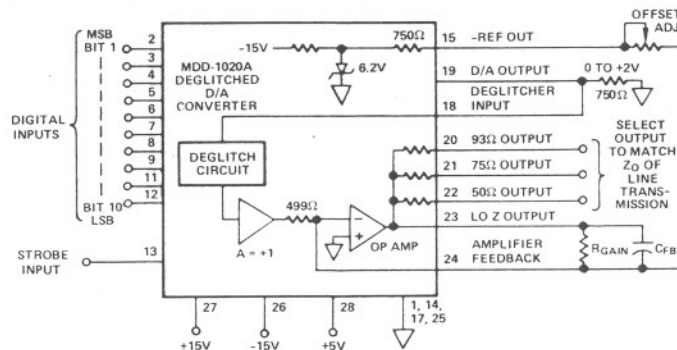 MSB
BIT 1
2
3
4
5
6
7
8
9
11
12
BIT 10
LSB
DIGITAL
INPUTS
STROBE
INPUT
13
MDD-1020A
DEGLITCHED
D/A
CONVERTER
-15V
6.2V
750Ω
DEGLITCH
CIRCUIT
A = +1
499Ω
-
+
OP AMP
15 -REF OUT
OFFSET
ADJ
19 D/A OUTPUT
0 TO +2V
750Ω
DEGLITCHER
18 INPUT
20 93Ω OUTPUT
21 75Ω OUTPUT
22 50Ω OUTPUT
SELECT
OUTPUT
TO MATCH
Z0 OF
LINE
TRANS-
MISSION
23 LO Z OUTPUT
AMPLIFIER
24 FEEDBACK
RGAIN
CFB
27
+15V
26
-15V
28
+5V
1, 14,
17, 25